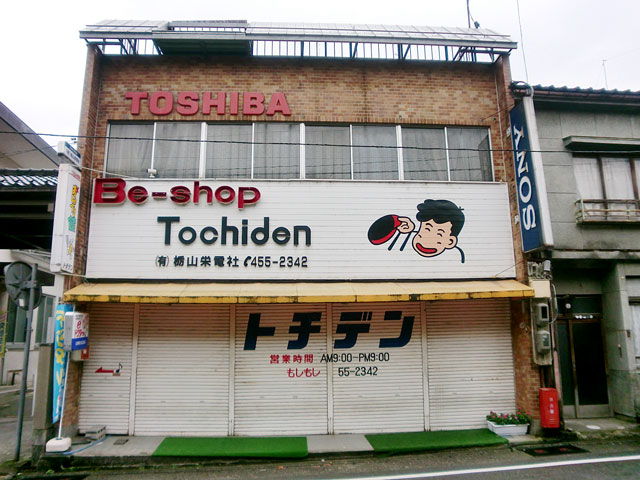 TOSHIBA
SONY
Be-shop
Tochiden
㈲ 栃山栄電社 ✆455-2342
トチデン
営業時間 AM9:00-PM9:00
もしもし 55-2342